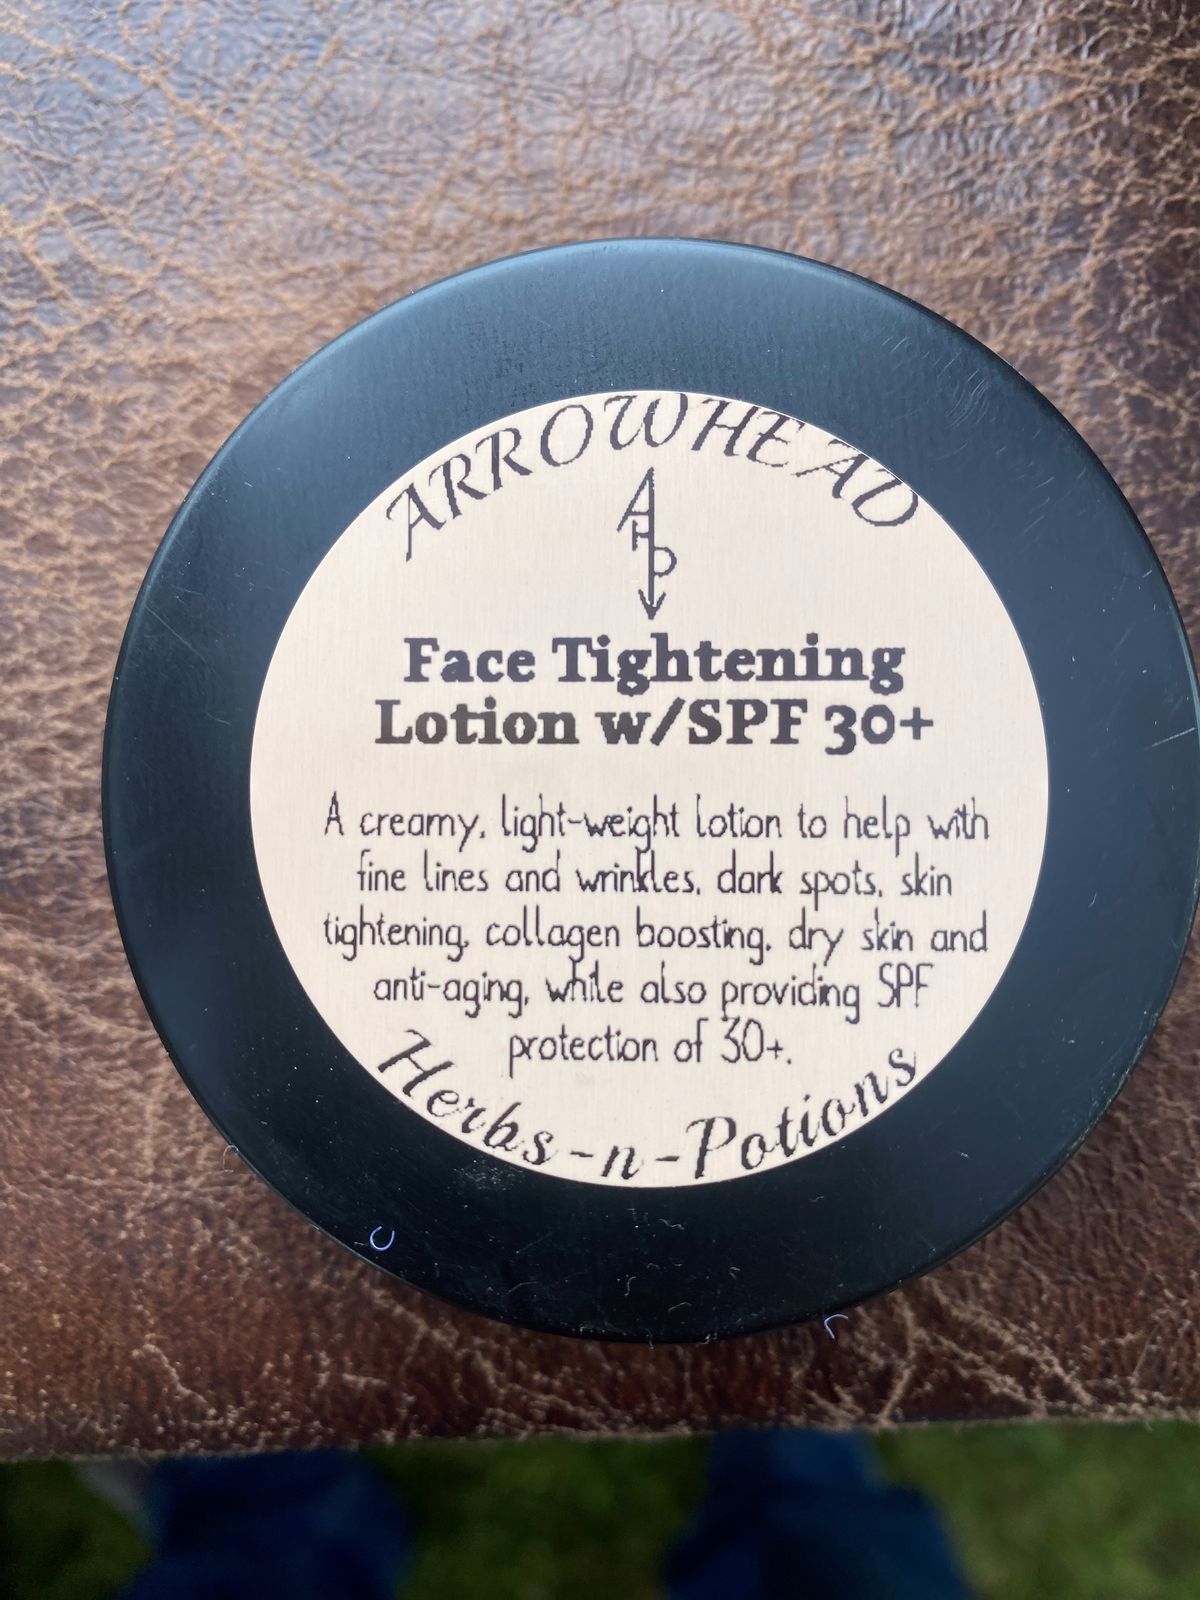 ARROWHEAD
AHP
Face Tightening
Lotion w/SPF 30+
A creamy, light-weight lotion to help with
fine lines and wrinkles, dark spots, skin
tightening, collagen boosting, dry skin and
anti-aging, while also providing SPF
protection of 30+.
Herbs-n-Potions